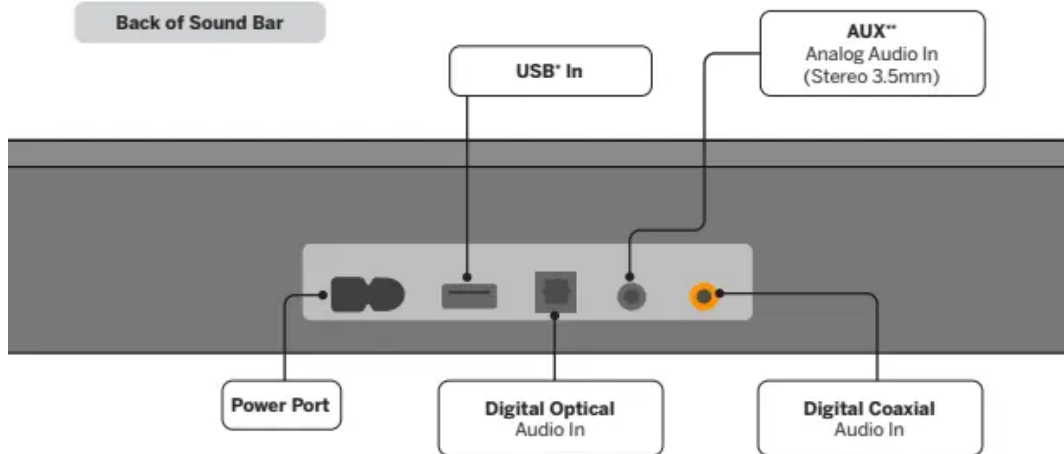 Back of Sound Bar
USB* In
AUX**
Analog Audio In
(Stereo 3.5mm)
Power Port
Digital Optical
Audio In
Digital Coaxial
Audio In